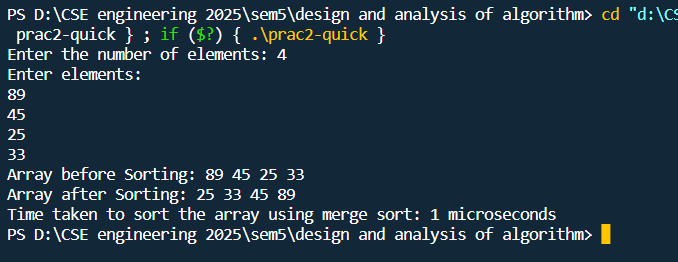 PS D:\CSE engineering 2025\sem5\design and analysis of algorithm> cd "d:\CS
prac2-quick } ; if ($?) { .\prac2-quick }
Enter the number of elements: 4
Enter elements:
89
45
25
33
Array before Sorting: 89 45 25 33
Array after Sorting: 25 33 45 89
Time taken to sort the array using merge sort: 1 microseconds
PS D:\CSE engineering 2025\sem5\design and analysis of algorithm>